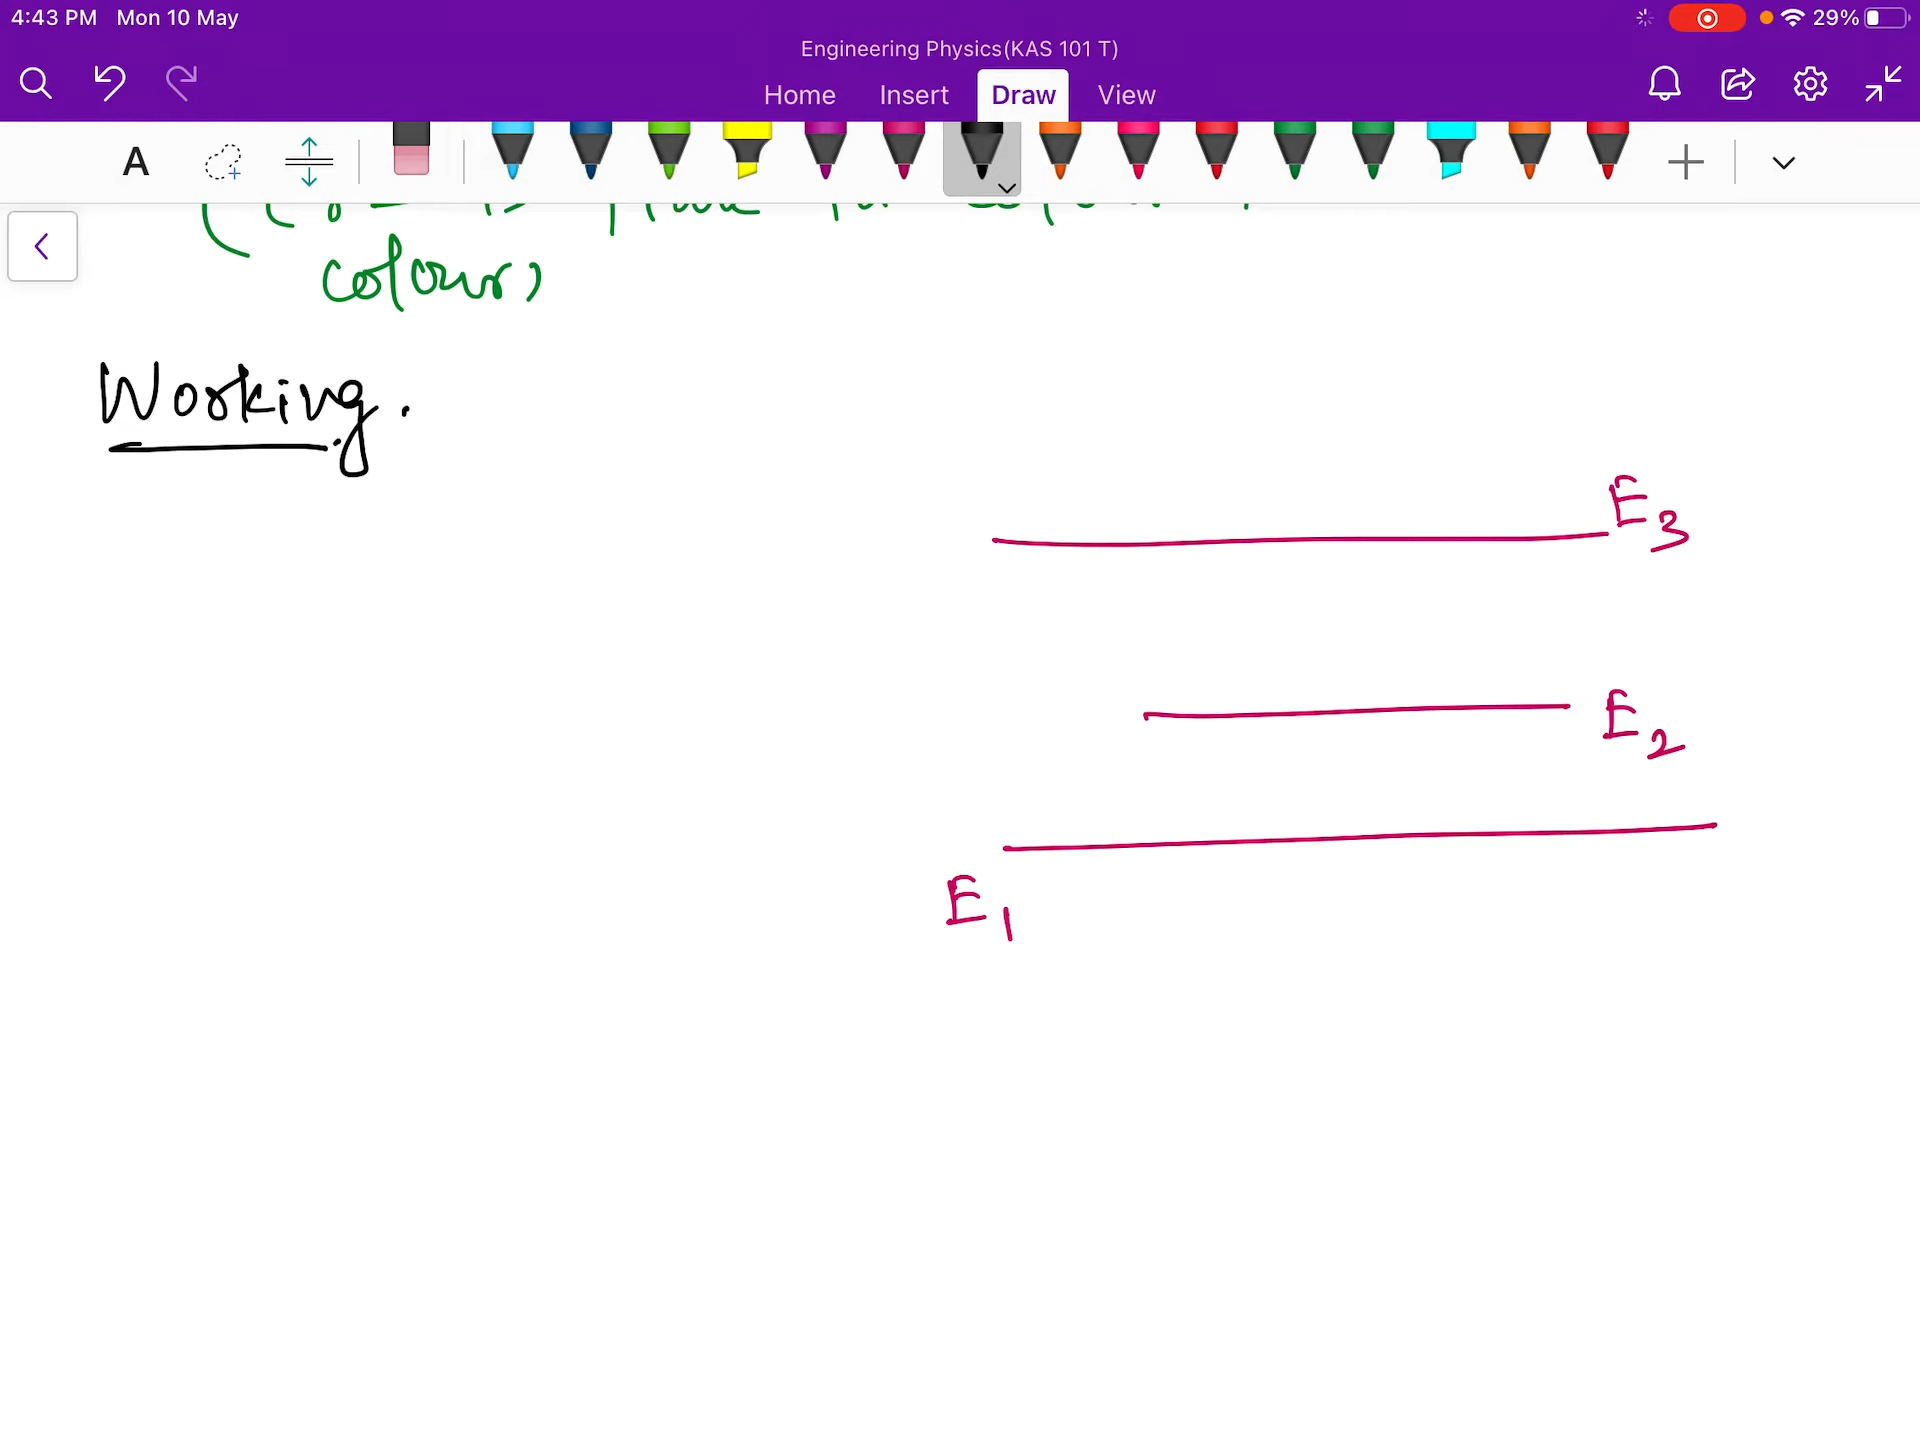 4:43 PM Mon 10 May 29%
Engineering Physics(KAS 101 T)
Home Insert Draw View
A
colour)
Working.
E3
E2
E1